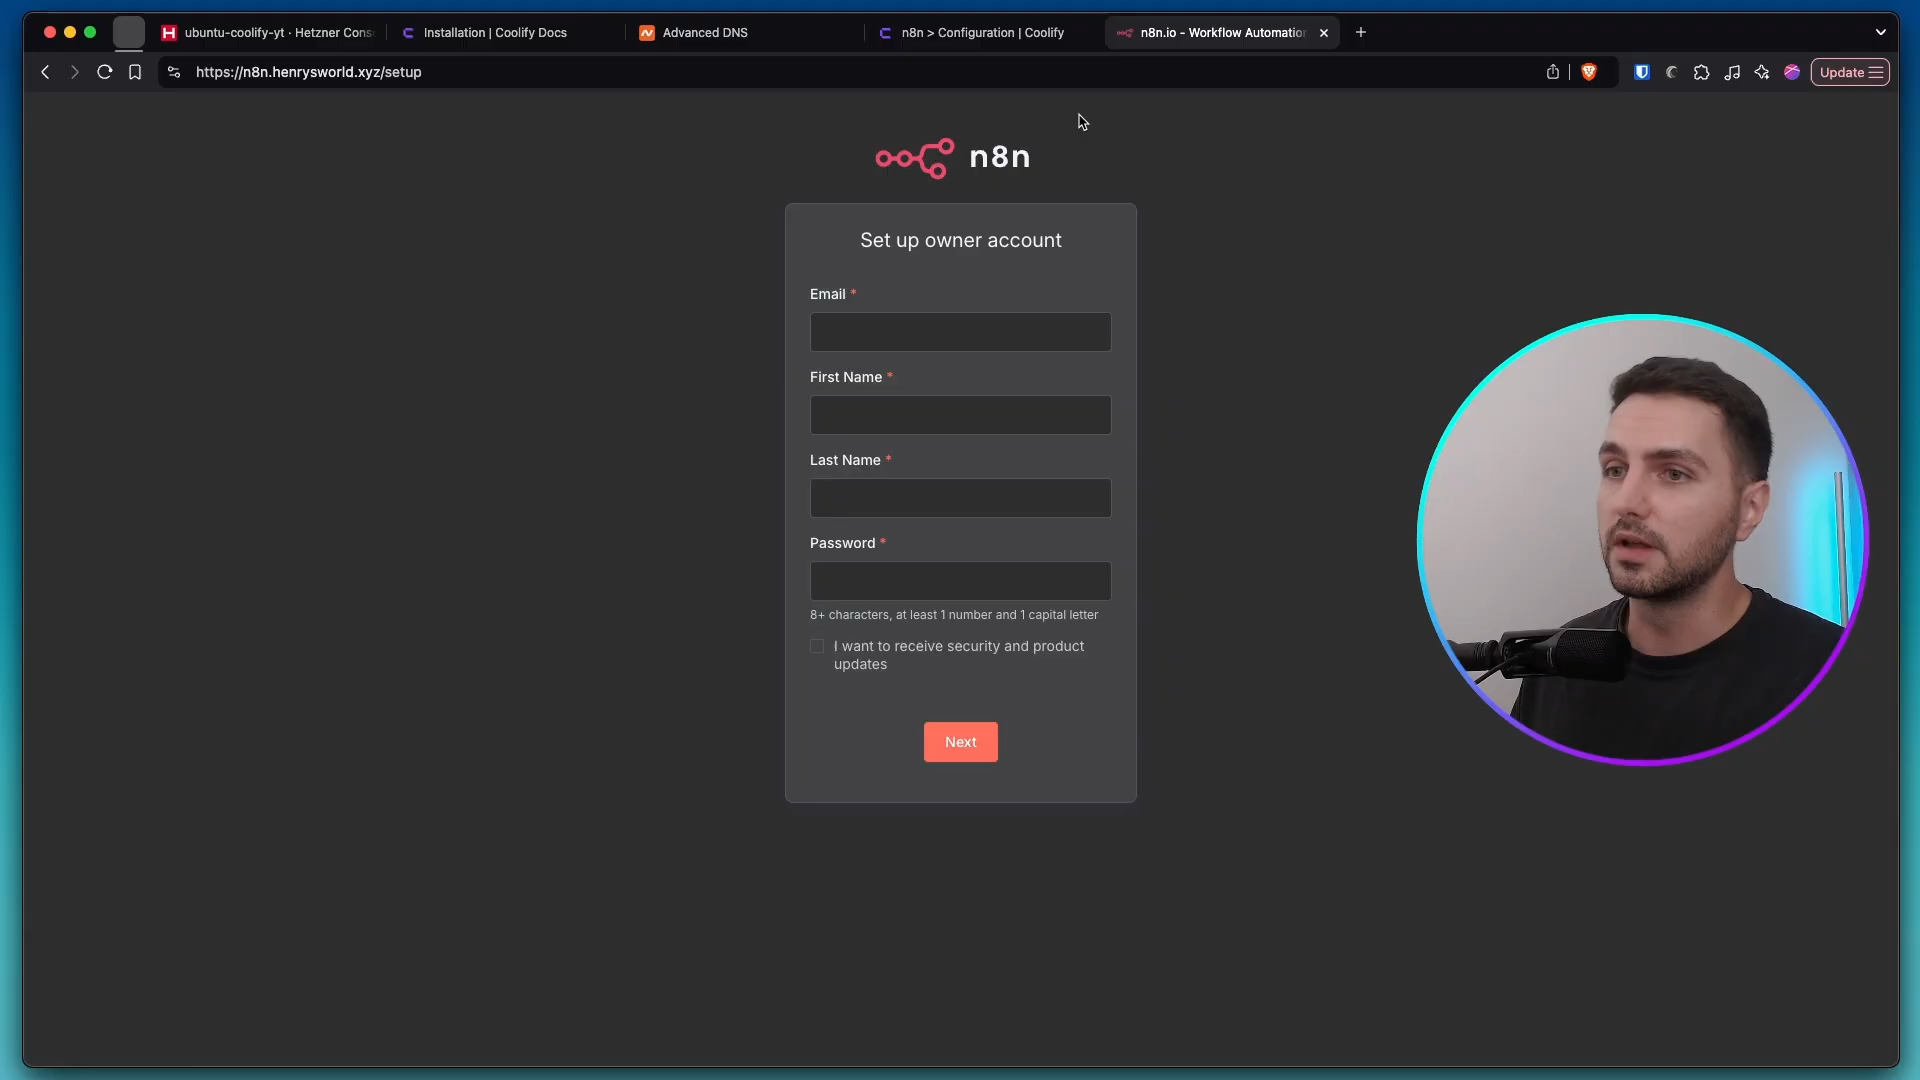 ubuntu-coolify-yt · Hetzner Cons
Installation | Coolify Docs
Advanced DNS
n8n > Configuration | Coolify
n8n.io - Workflow Automation
https://n8n.henrysworld.xyz/setup
Update
n8n
Set up owner account
Email *
First Name *
Last Name *
Password *
8+ characters, at least 1 number and 1 capital letter
I want to receive security and product
updates
Next